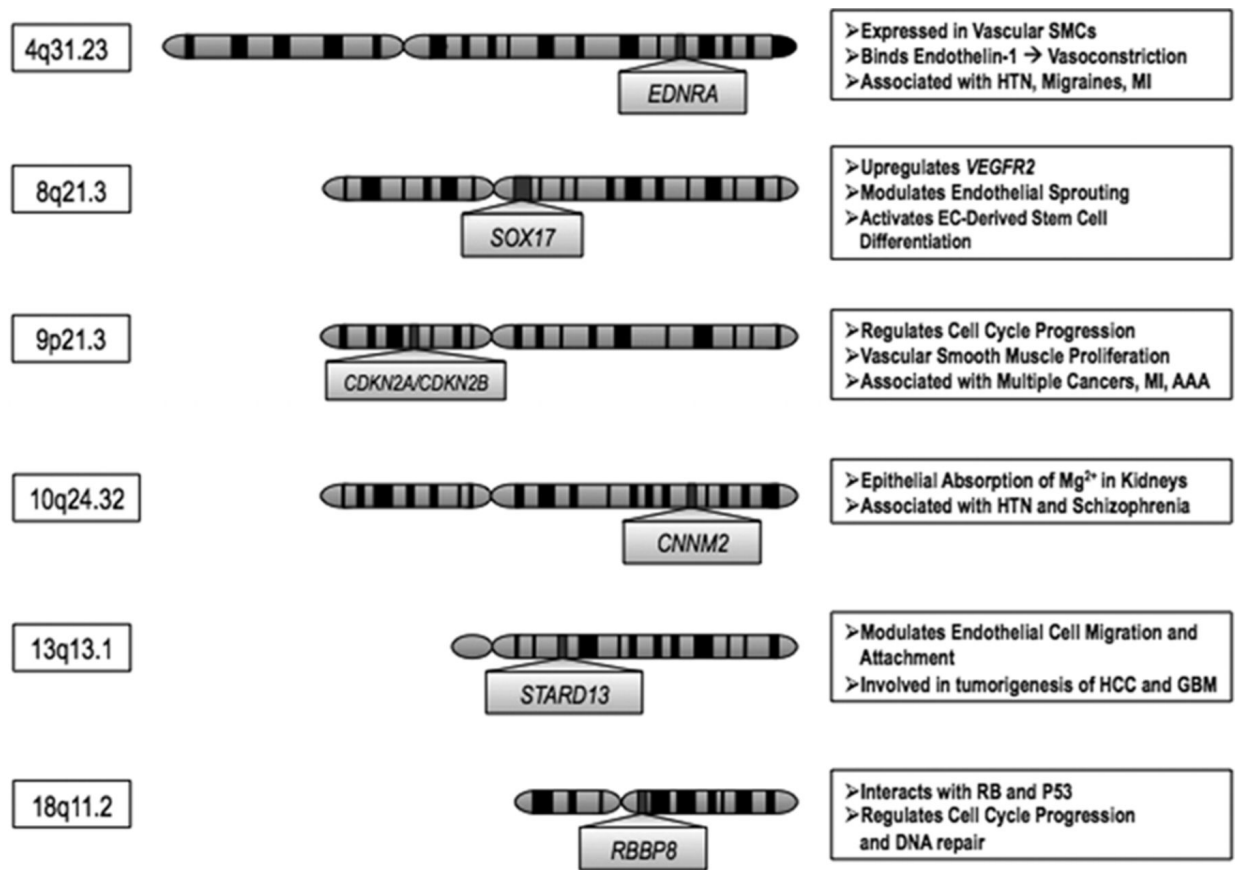 4q31.23
EDNRA
➢Expressed in Vascular SMCs
➢Binds Endothelin-1 → Vasoconstriction
➢Associated with HTN, Migraines, MI
8q21.3
SOX17
➢Upregulates VEGFR2
➢Modulates Endothelial Sprouting
➢Activates EC-Derived Stem Cell
Differentiation
9p21.3
CDKN2A/CDKN2B
➢Regulates Cell Cycle Progression
➢Vascular Smooth Muscle Proliferation
➢Associated with Multiple Cancers, MI, AAA
10q24.32
CNNM2
➢Epithelial Absorption of Mg²⁺ in Kidneys
➢Associated with HTN and Schizophrenia
13q13.1
STARD13
➢Modulates Endothelial Cell Migration and
Attachment
➢Involved in tumorigenesis of HCC and GBM
18q11.2
RBBP8
➢Interacts with RB and P53
➢Regulates Cell Cycle Progression
and DNA repair